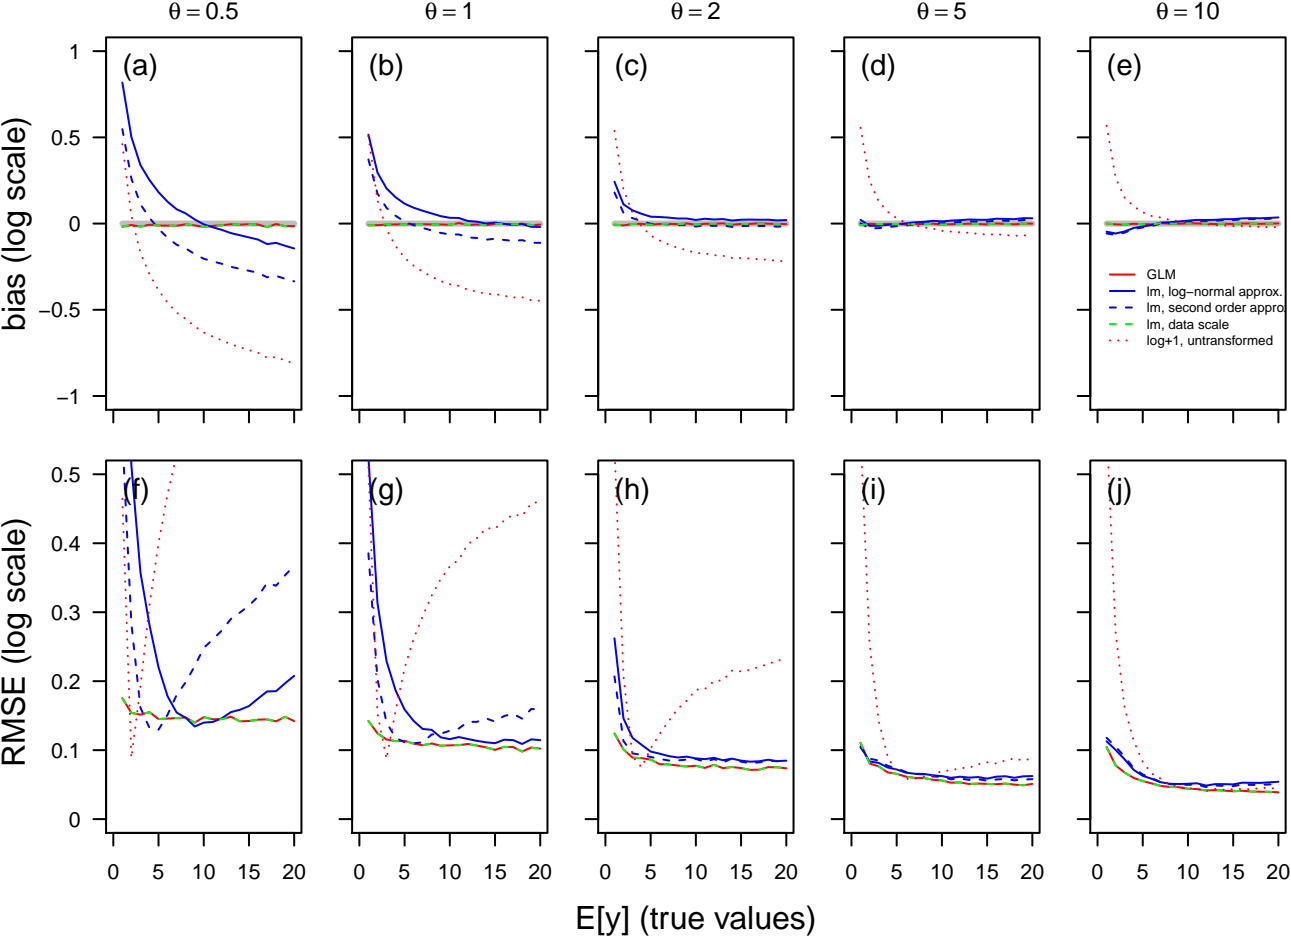 θ = 0.5 θ = 1 θ = 2 θ = 5 θ = 10
bias (log scale)
1
0.5
0
−0.5
−1
(a) (b) (c) (d) (e)
GLM
lm, log−normal approx.
lm, second order appro
lm, data scale
log+1, untransformed
RMSE (log scale)
0.5
0.4
0.3
0.2
0.1
0
(f) (g) (h) (i) (j)
0 5 10 15 20 0 5 10 15 20 0 5 10 15 20 0 5 10 15 20 0 5 10 15 20
E[y] (true values)